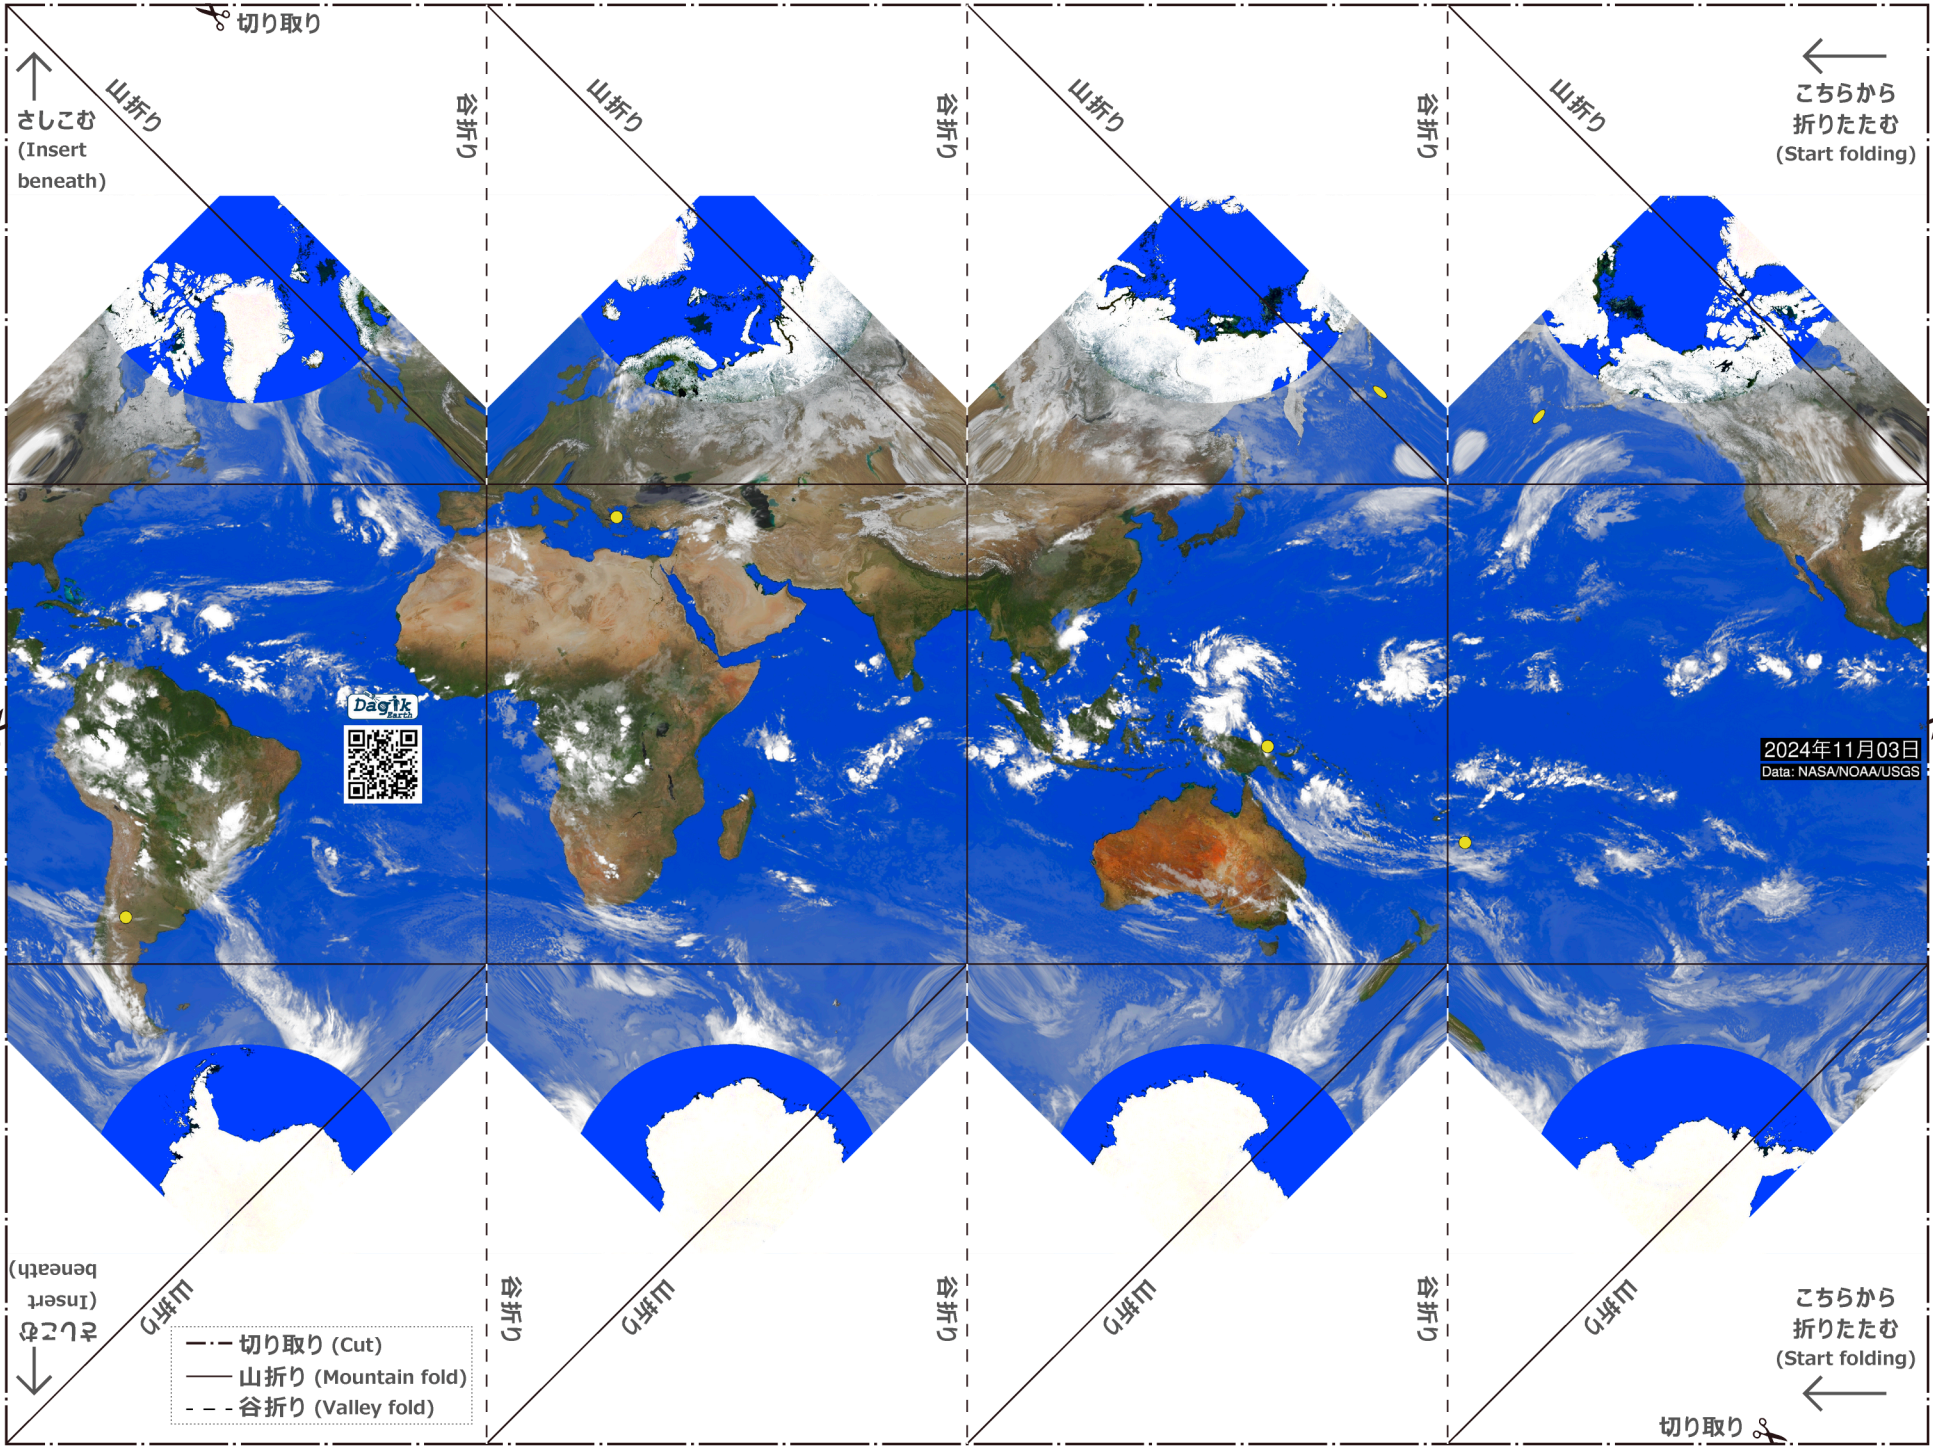 切り取り
山折り
谷折り
山折り
谷折り
山折り
谷折り
山折り
さしこむ
(Insert
beneath)
こちらから
折りたたむ
(Start folding)
Dagik
Earth
2024年11月03日
Data: NASA/NOAA/USGS
さしこむ
(Insert
beneath)
山折り
谷折り
山折り
谷折り
山折り
谷折り
山折り
こちらから
折りたたむ
(Start folding)
切り取り (Cut)
山折り (Mountain fold)
谷折り (Valley fold)
切り取り